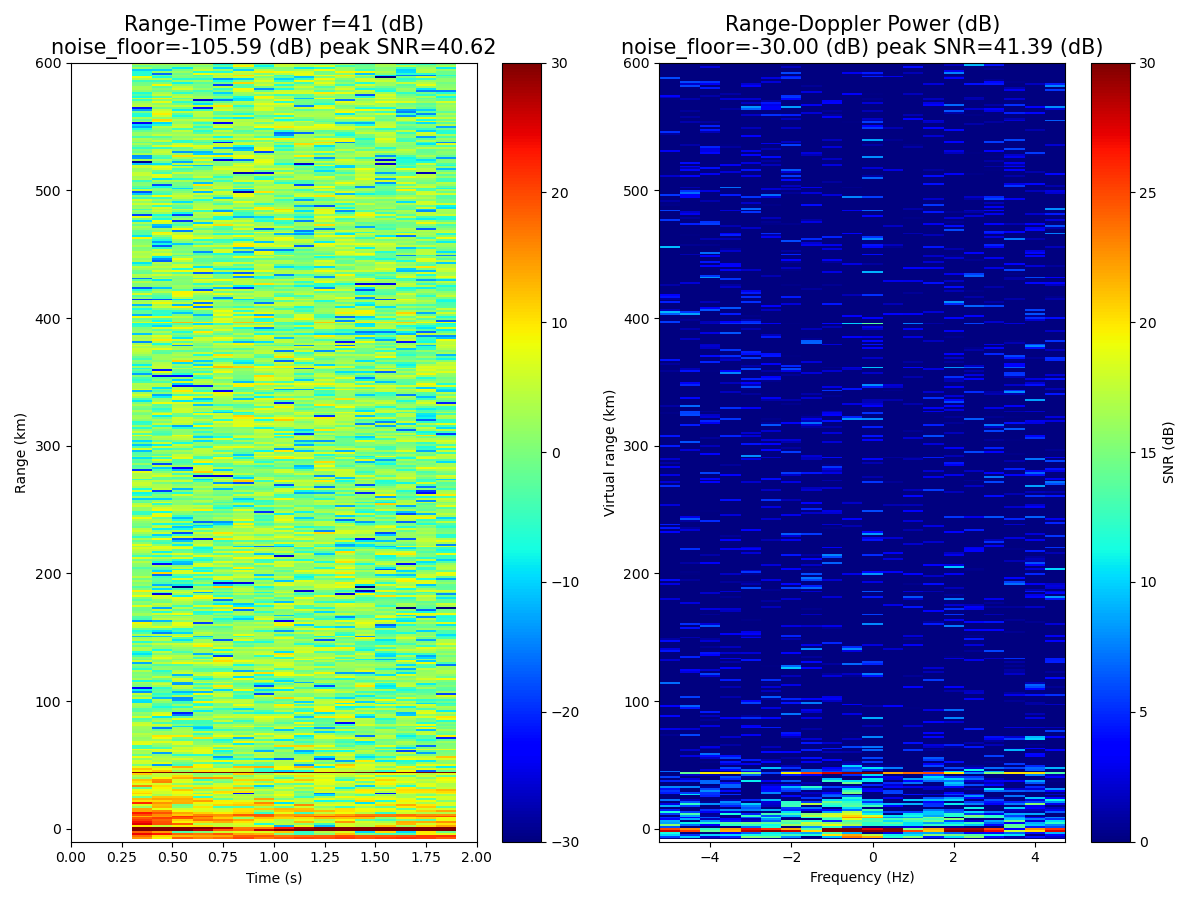 Range-Time Power f=41 (dB)
noise_floor=-105.59 (dB) peak SNR=40.62
600
500
400
300
200
100
0
Range (km)
0.00 0.25 0.50 0.75 1.00 1.25 1.50 1.75 2.00
Time (s)
30
20
10
0
−10
−20
−30
Range-Doppler Power (dB)
noise_floor=-30.00 (dB) peak SNR=41.39 (dB)
600
500
400
300
200
100
0
Virtual range (km)
−4 −2 0 2 4
Frequency (Hz)
30
25
20
15
10
5
0
SNR (dB)